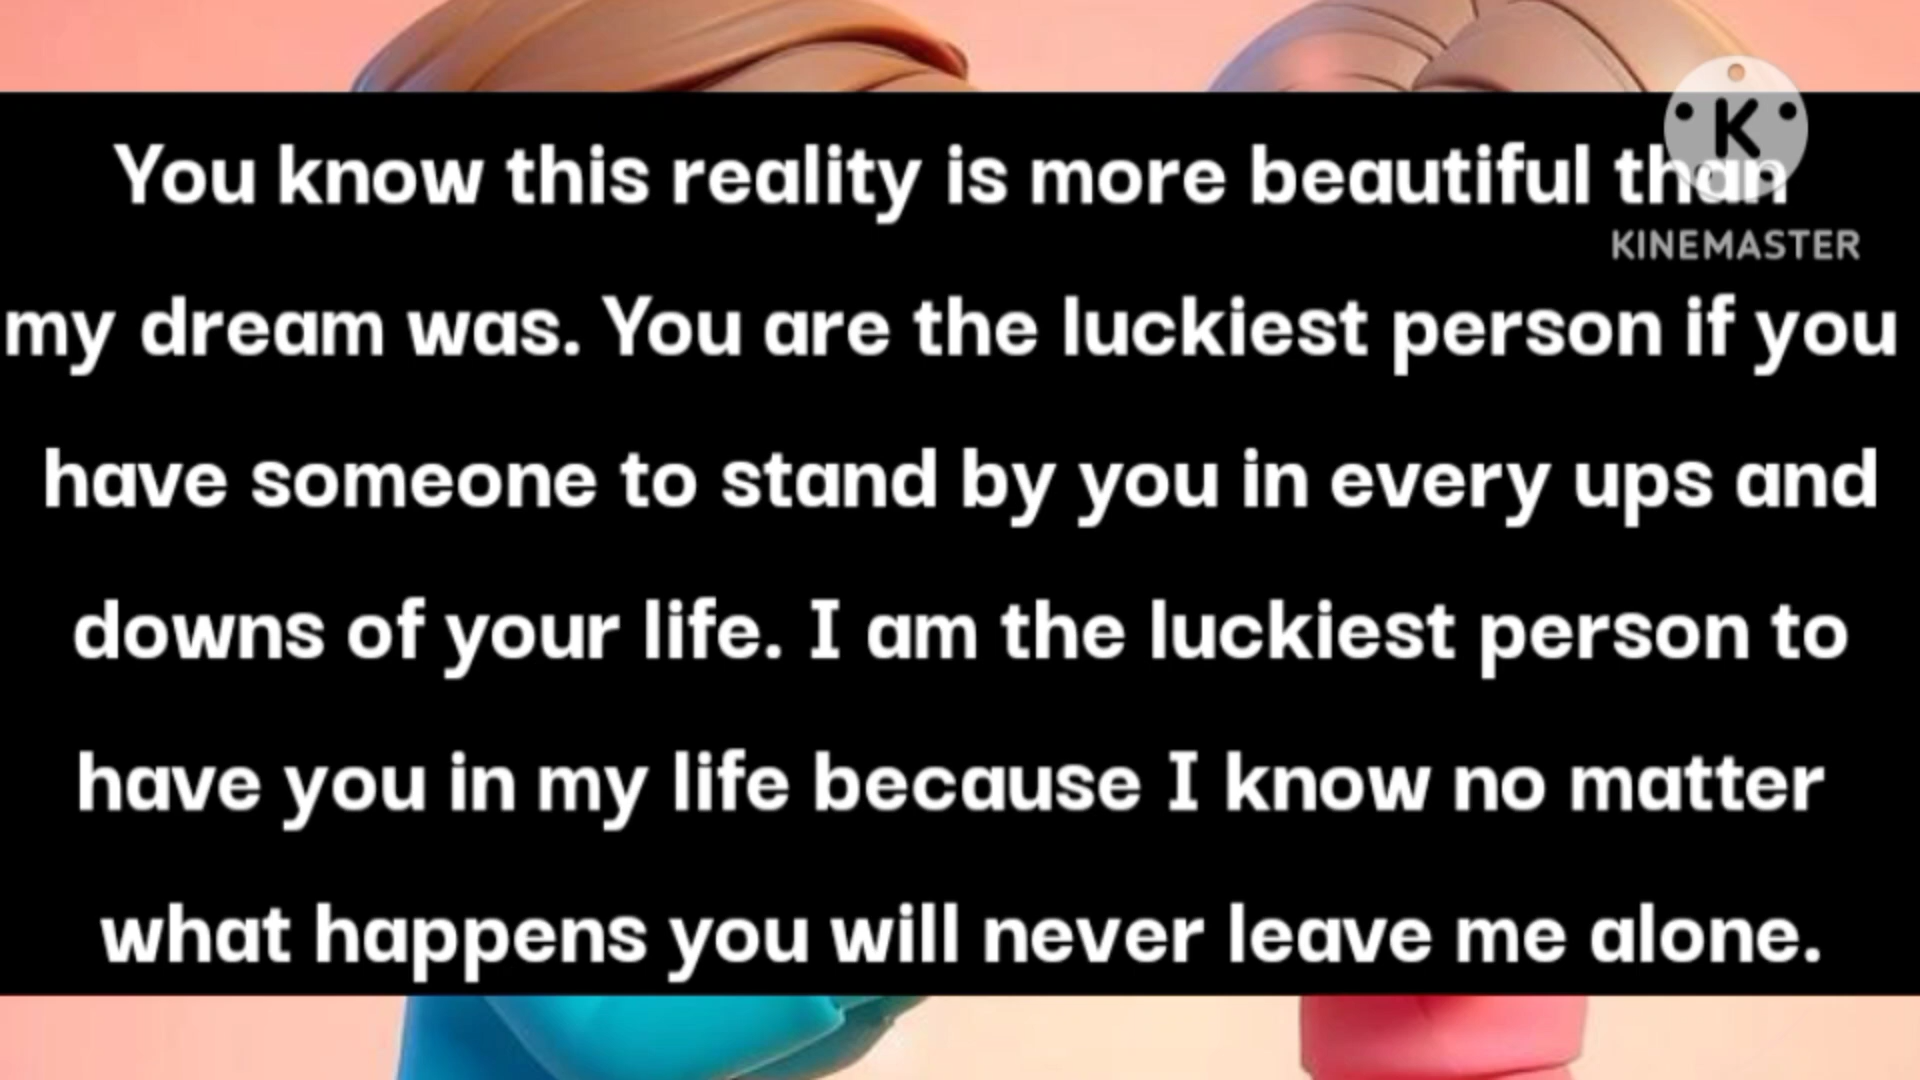 You know this reality is more beautiful than
K
KINEMASTER
my dream was. You are the luckiest person if you
have someone to stand by you in every ups and
downs of your life. I am the luckiest person to
have you in my life because I know no matter
what happens you will never leave me alone.